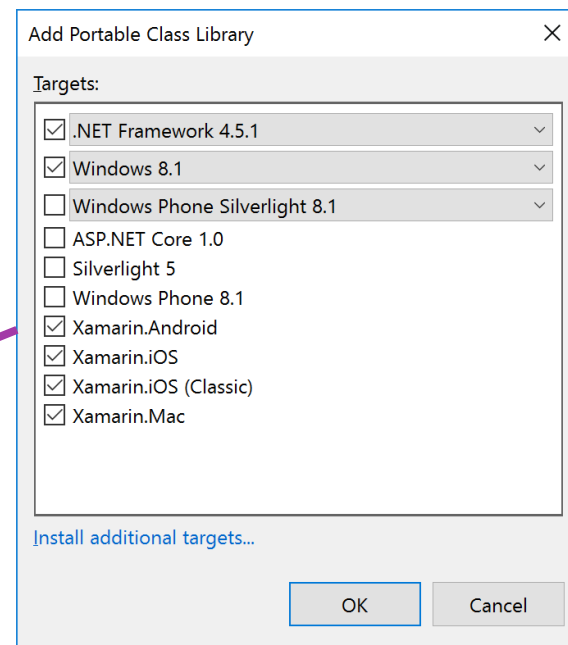 Add Portable Class Library
Targets:
.NET Framework 4.5.1
Windows 8.1
Windows Phone Silverlight 8.1
ASP.NET Core 1.0
Silverlight 5
Windows Phone 8.1
Xamarin.Android
Xamarin.iOS
Xamarin.iOS (Classic)
Xamarin.Mac
Install additional targets...
OK Cancel